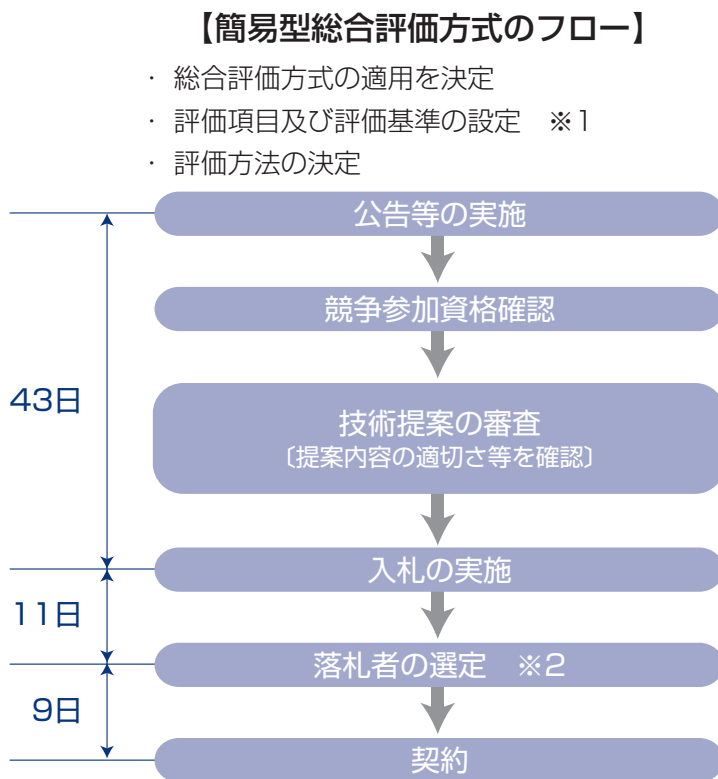 【簡易型総合評価方式のフロー】
・ 総合評価方式の適用を決定
・ 評価項目及び評価基準の設定　※1
・ 評価方法の決定
公告等の実施
競争参加資格確認
43日
技術提案の審査
〔提案内容の適切さ等を確認〕
入札の実施
11日
落札者の選定　※2
9日
契約